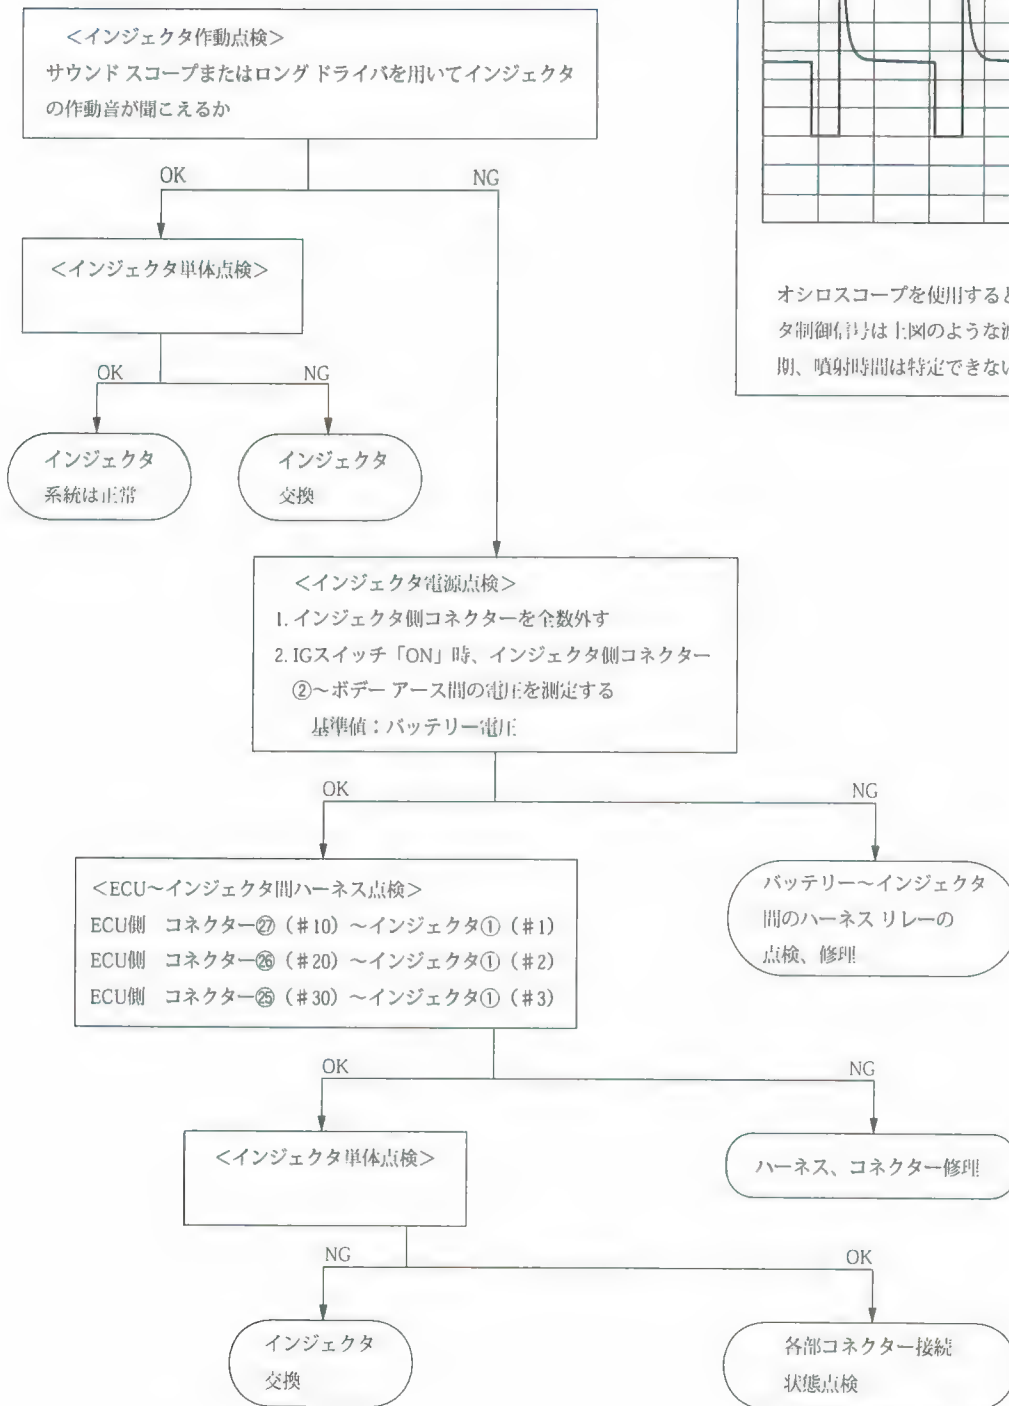 <インジェクタ作動点検>
サウンド スコープまたはロング ドライバを用いてインジェクタ
の作動音が聞こえるか
OK
NG
<インジェクタ単体点検>
OK
NG
インジェクタ
系統は正常
インジェクタ
交換
オシロスコープを使用すると
タ制御信号は上図のような波
期、噴射時間は特定できない
<インジェクタ電源点検>
1. インジェクタ側コネクターを全数外す
2. IGスイッチ「ON」時、インジェクタ側コネクター
②~ボデー アース間の電圧を測定する
基準値:バッテリー電圧
OK
NG
<ECU~インジェクタ間ハーネス点検>
ECU側 コネクター㉗(#10)~インジェクタ①(#1)
ECU側 コネクター㉖(#20)~インジェクタ①(#2)
ECU側 コネクター㉕(#30)~インジェクタ①(#3)
バッテリー~インジェクタ
間のハーネス リレーの
点検、修理
OK
NG
<インジェクタ単体点検>
ハーネス、コネクター修理
NG
OK
インジェクタ
交換
各部コネクター接続
状態点検